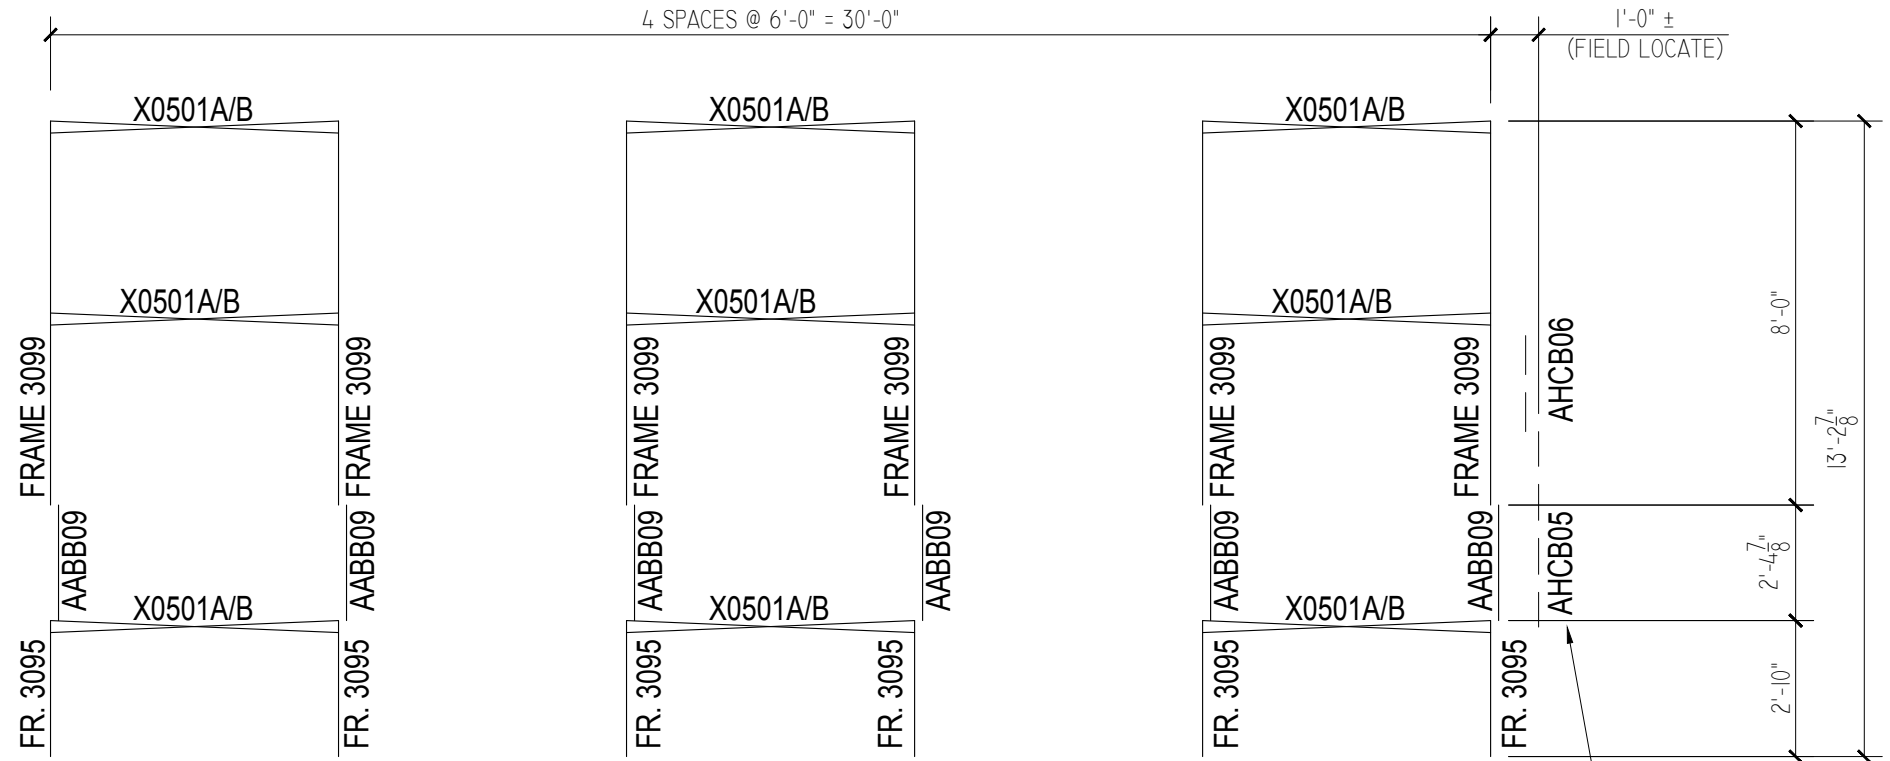 4 SPACES @ 6'-0" = 30'-0"
1'-0" ±
(FIELD LOCATE)
X0501A/B
X0501A/B
X0501A/B
X0501A/B
X0501A/B
X0501A/B
FRAME 3099
FRAME 3099
FRAME 3099
FRAME 3099
FRAME 3099
FRAME 3099
AHCB06
8'-0"
13'-2 7/8"
AABB09
AABB09
AABB09
AABB09
AABB09
AABB09
AHCB05
2'-4 7/8"
X0501A/B
X0501A/B
X0501A/B
FR. 3095
FR. 3095
FR. 3095
FR. 3095
FR. 3095
FR. 3095
2'-10"